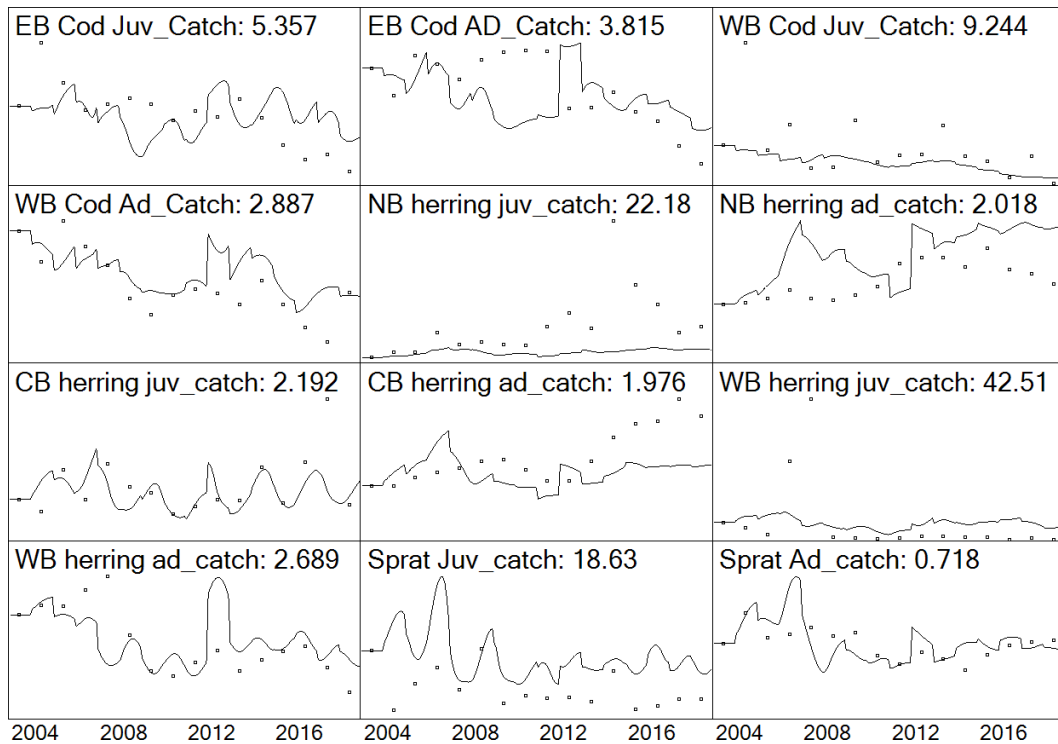 EB Cod Juv_Catch: 5.357
EB Cod AD_Catch: 3.815
WB Cod Juv_Catch: 9.244
WB Cod Ad_Catch: 2.887
NB herring juv_catch: 22.18
NB herring ad_catch: 2.018
CB herring juv_catch: 2.192
CB herring ad_catch: 1.976
WB herring juv_catch: 42.51
WB herring ad_catch: 2.689
Sprat Juv_catch: 18.63
Sprat Ad_catch: 0.718
2004 2008 2012 2016 2004 2008 2012 2016 2004 2008 2012 2016